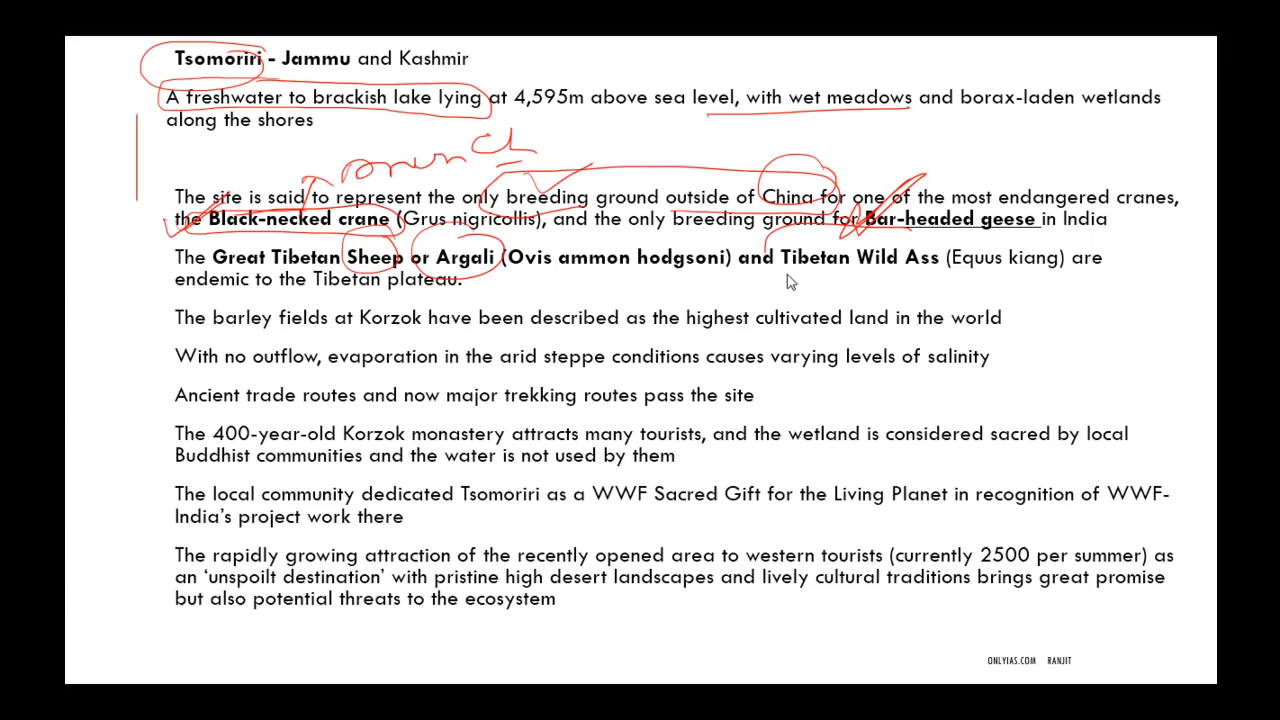 Tsomoriri - Jammu and Kashmir
A freshwater to brackish lake lying at 4,595m above sea level, with wet meadows and borax-laden wetlands
along the shores
The site is said to represent the only breeding ground outside of China for one of the most endangered cranes,
the Black-necked crane (Grus nigricollis), and the only breeding ground for Bar-headed geese in India
The Great Tibetan Sheep or Argali (Ovis ammon hodgsoni) and Tibetan Wild Ass (Equus kiang) are
endemic to the Tibetan plateau.
The barley fields at Korzok have been described as the highest cultivated land in the world
With no outflow, evaporation in the arid steppe conditions causes varying levels of salinity
Ancient trade routes and now major trekking routes pass the site
The 400-year-old Korzok monastery attracts many tourists, and the wetland is considered sacred by local
Buddhist communities and the water is not used by them
The local community dedicated Tsomoriri as a WWF Sacred Gift for the Living Planet in recognition of WWF-
India's project work there
The rapidly growing attraction of the recently opened area to western tourists (currently 2500 per summer) as
an ‘unspoilt destination’ with pristine high desert landscapes and lively cultural traditions brings great promise
but also potential threats to the ecosystem
ONLYIAS.COM RANJIT